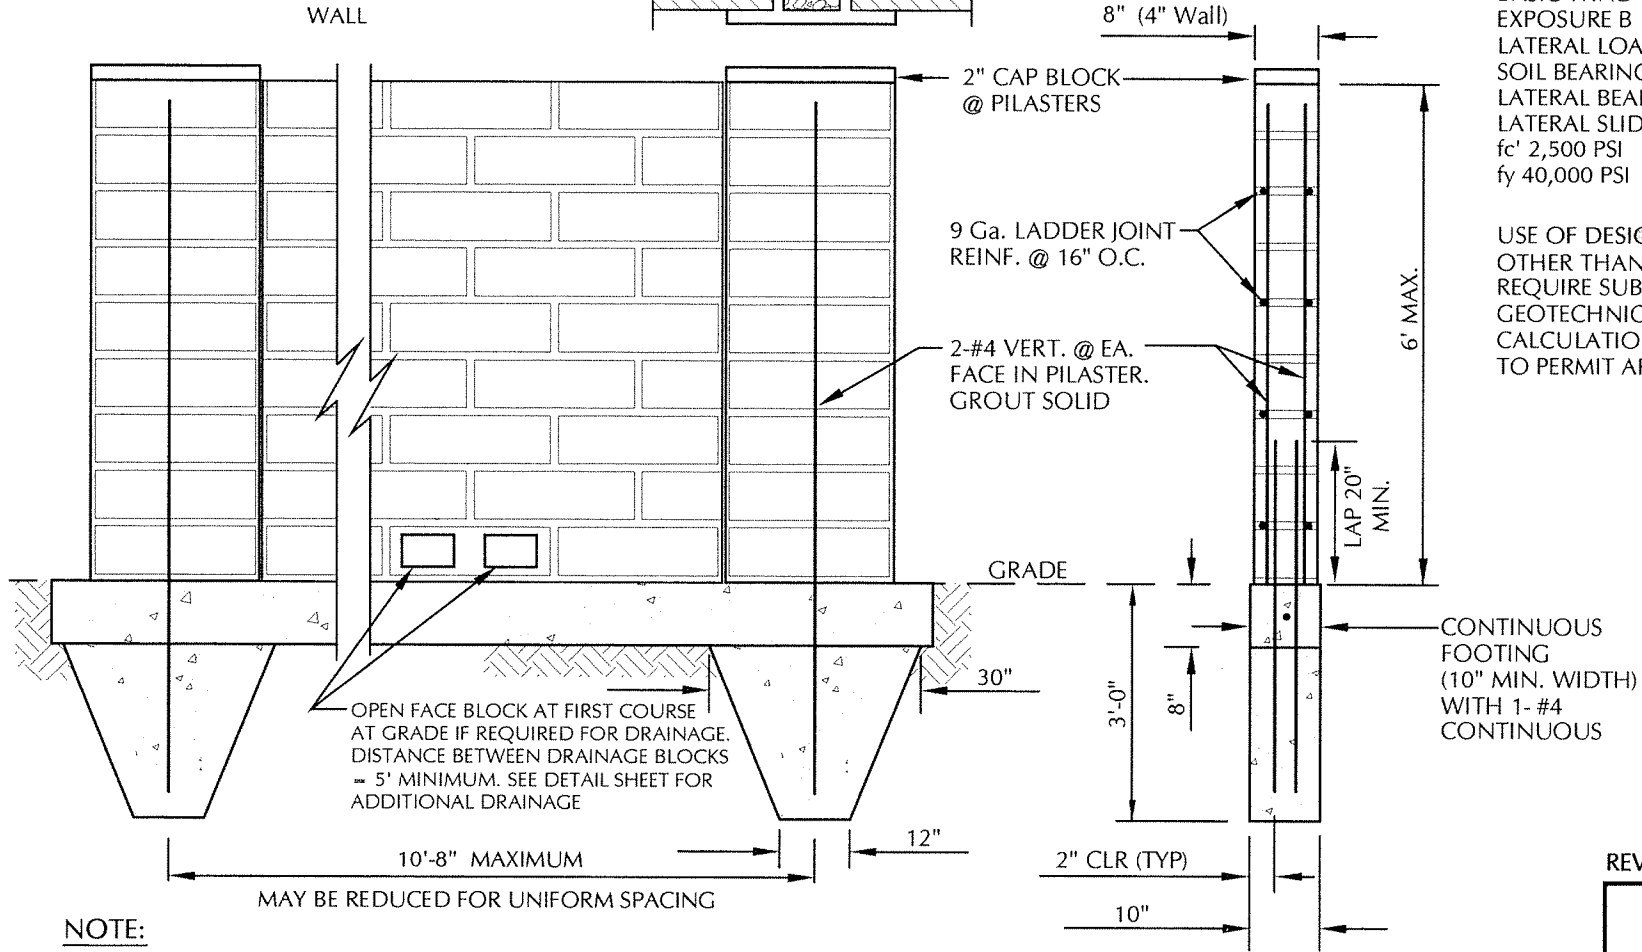 WALL
8" (4" Wall)
2" CAP BLOCK
@ PILASTERS
9 Ga. LADDER JOINT
REINF. @ 16" O.C.
2-#4 VERT. @ EA.
FACE IN PILASTER.
GROUT SOLID
6' MAX.
LAP 20"
MIN.
GRADE
CONTINUOUS
FOOTING
(10" MIN. WIDTH)
WITH 1- #4
CONTINUOUS
30"
3'-0"
8"
OPEN FACE BLOCK AT FIRST COURSE
AT GRADE IF REQUIRED FOR DRAINAGE.
DISTANCE BETWEEN DRAINAGE BLOCKS
= 5' MINIMUM. SEE DETAIL SHEET FOR
ADDITIONAL DRAINAGE
12"
10'-8" MAXIMUM
MAY BE REDUCED FOR UNIFORM SPACING
2" CLR (TYP)
10"
NOTE:
EXPOSURE B
LATERAL LOA
SOIL BEARING
LATERAL BEA
LATERAL SLID
fc' 2,500 PSI
fy 40,000 PSI
USE OF DESIG
OTHER THAN
REQUIRE SUB
GEOTECHNIC
CALCULATIO
TO PERMIT A
REV